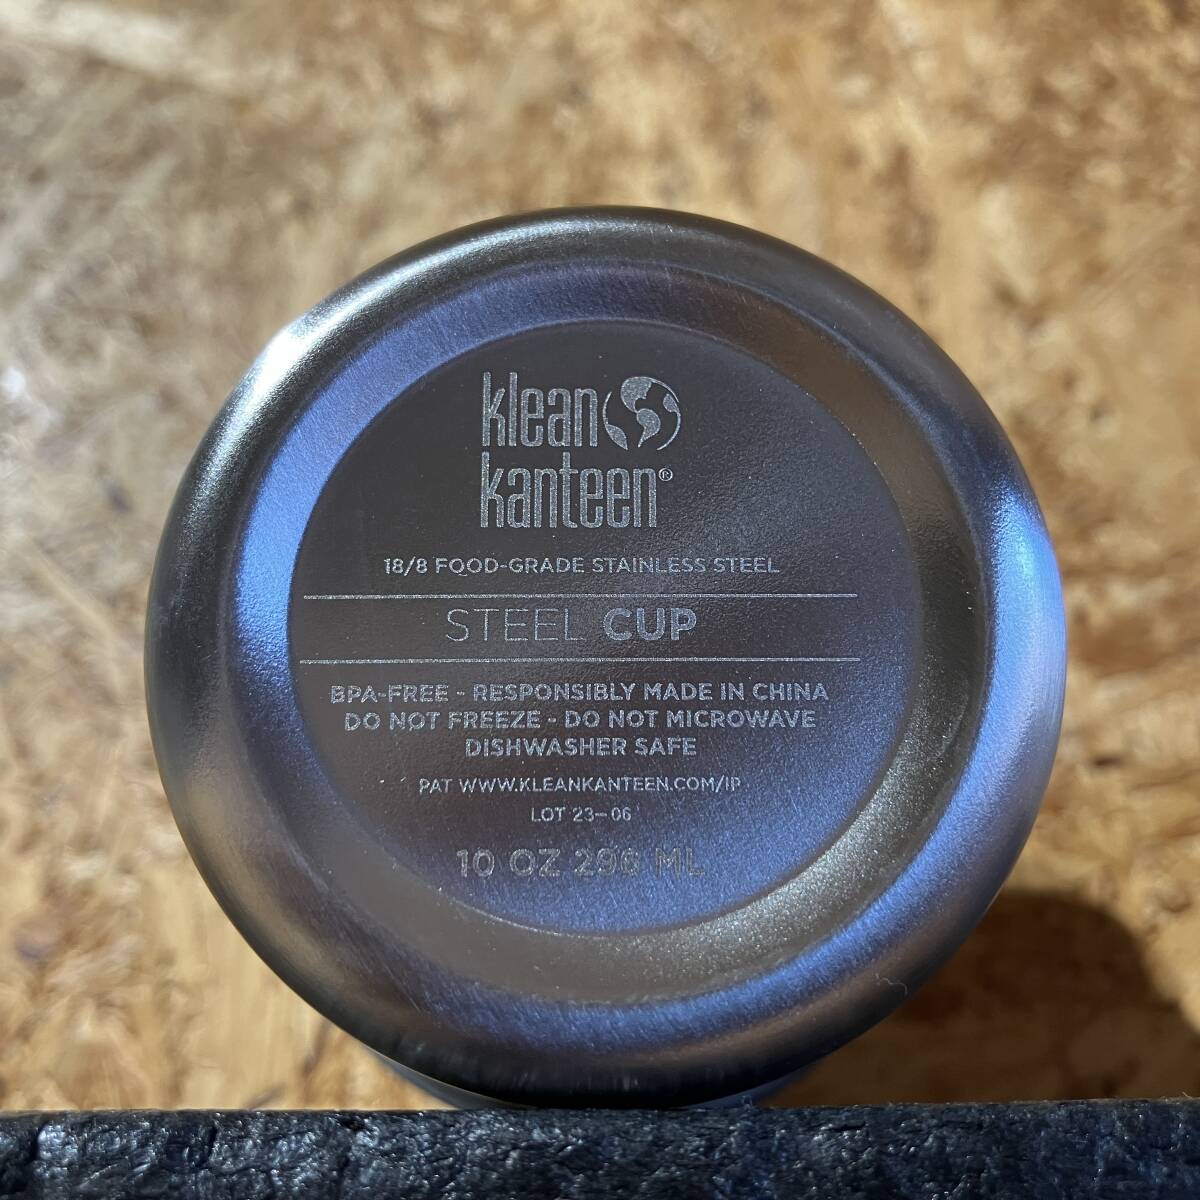 klean
kanteen®
18/8 FOOD-GRADE STAINLESS STEEL
STEEL CUP
BPA-FREE - RESPONSIBLY MADE IN CHINA
DO NOT FREEZE - DO NOT MICROWAVE
DISHWASHER SAFE
PAT WWW.KLEANKANTEEN.COM/IP
LOT 23-06
10 OZ 296 ML